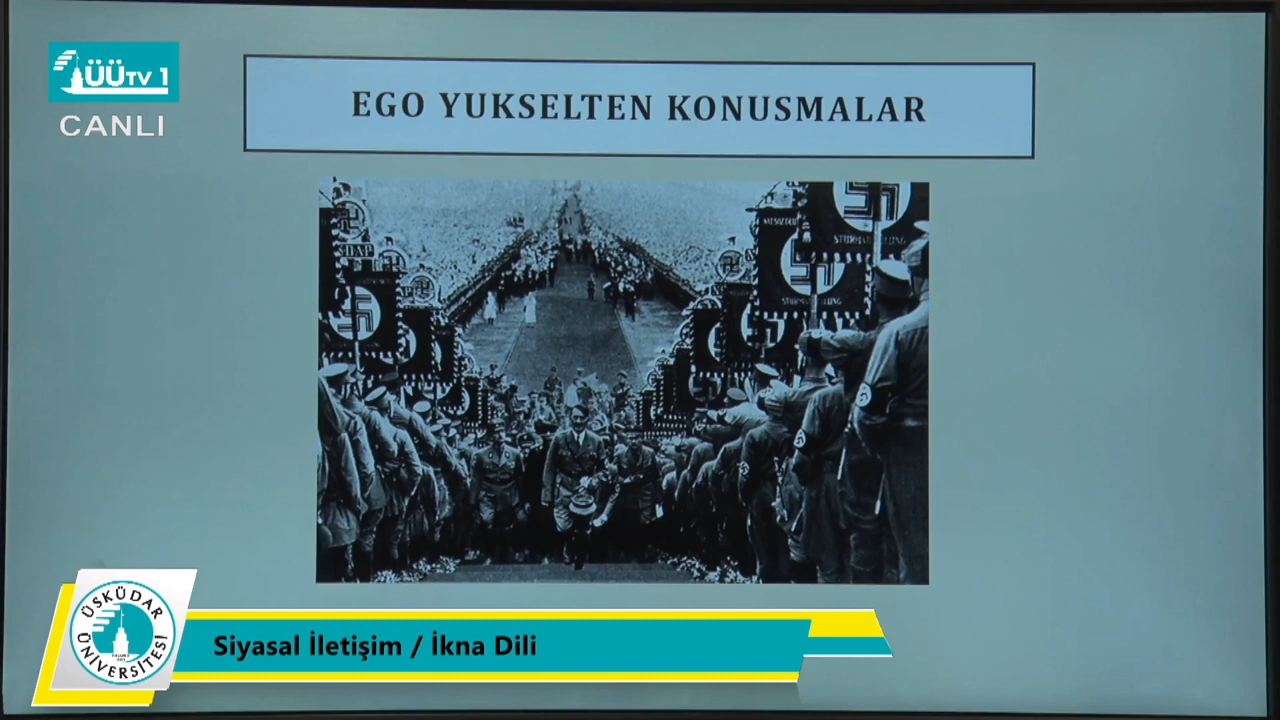 ÜÜTV 1
CANLI
EGO YUKSELTEN KONUSMALAR
Siyasal İletişim / İkna Dili
ÜSKÜDAR ÜNİVERSİTESİ